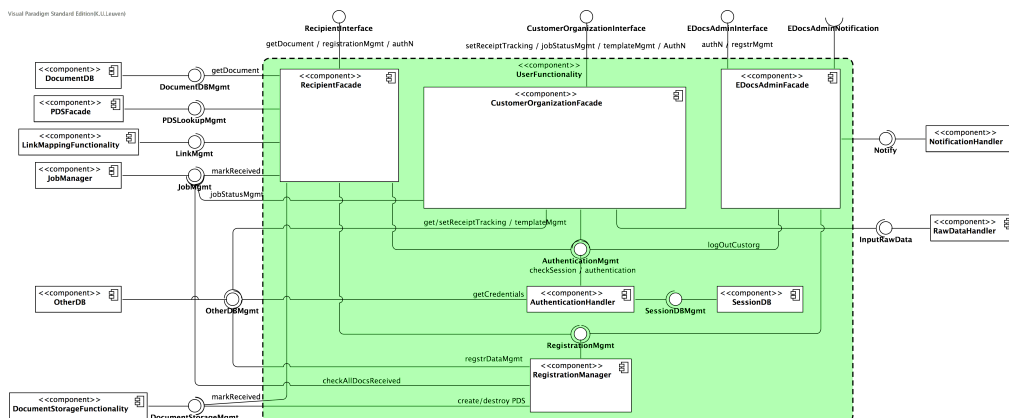 Visual Paradigm Standard Edition(K.U.Leuven)
RecipientInterface
getDocument / registrationMgmt / authN
CustomerOrganizationInterface
setReceiptTracking / jobStatusMgmt / templateMgmt / AuthN
EDocsAdminInterface
authN / regstrMgmt
EDocsAdminNotification
<<component>>
UserFunctionality
<<component>>
DocumentDB
getDocument
DocumentDBMgmt
<<component>>
RecipientFacade
<<component>>
CustomerOrganizationFacade
<<component>>
EDocsAdminFacade
<<component>>
PDSFacade
PDSLookupMgmt
<<component>>
LinkMappingFunctionality
LinkMgmt
<<component>>
NotificationHandler
Notify
<<component>>
JobManager
markReceived
JobMgmt
jobStatusMgmt
get/setReceiptTracking / templateMgmt
<<component>>
RawDataHandler
InputRawData
logOutCustorg
AuthenticationMgmt
checkSession / authentication
<<component>>
OtherDB
OtherDBMgmt
getCredentials
<<component>>
AuthenticationHandler
SessionDBMgmt
<<component>>
SessionDB
RegistrationMgmt
regstrDataMgmt
<<component>>
RegistrationManager
checkAllDocsReceived
<<component>>
DocumentStorageFunctionality
markReceived
create/destroy PDS
DocumentStorageMgmt